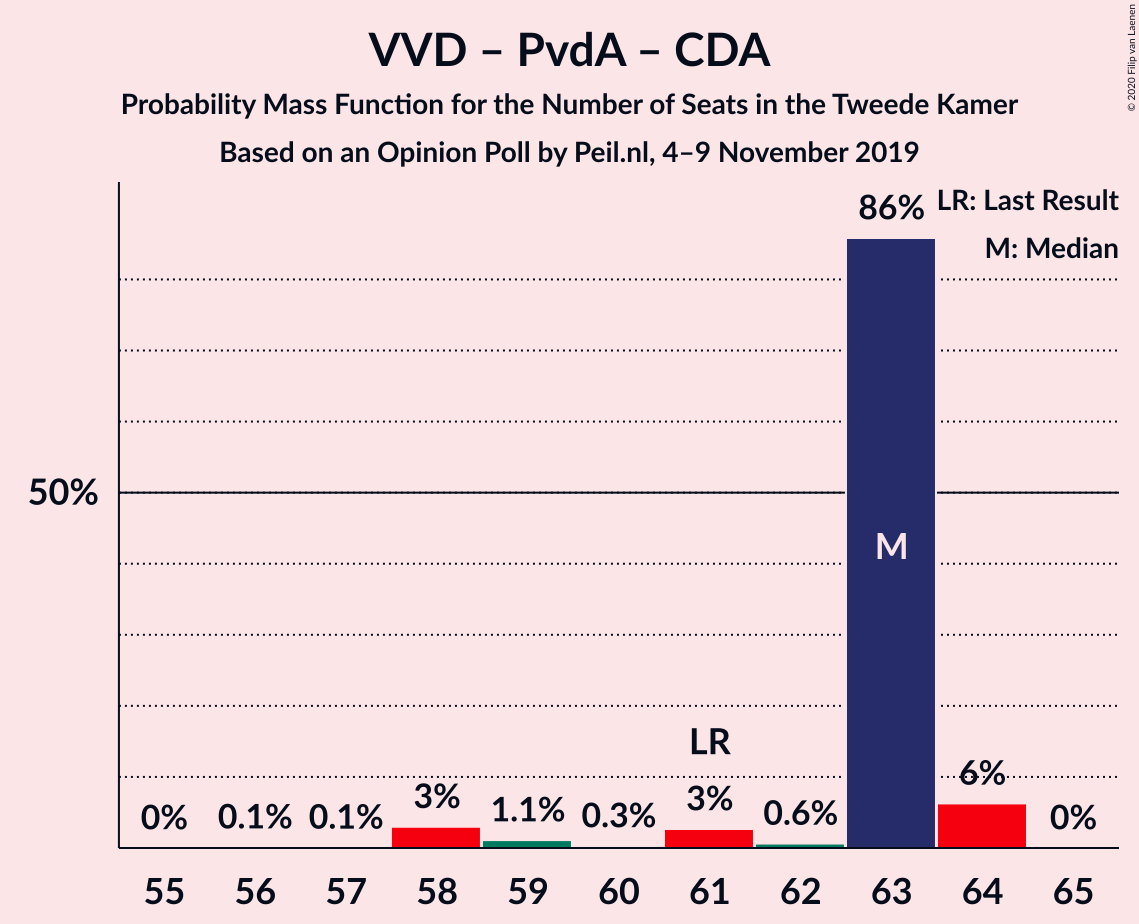 VVD – PvdA – CDA
Probability Mass Function for the Number of Seats in the Tweede Kamer
Based on an Opinion Poll by Peil.nl, 4–9 November 2019
© 2020 Filip van Laenen
LR: Last Result
M: Median
50%
0%
0.1%
0.1%
3%
1.1%
0.3%
LR
3%
0.6%
86%
M
6%
0%
55 56 57 58 59 60 61 62 63 64 65